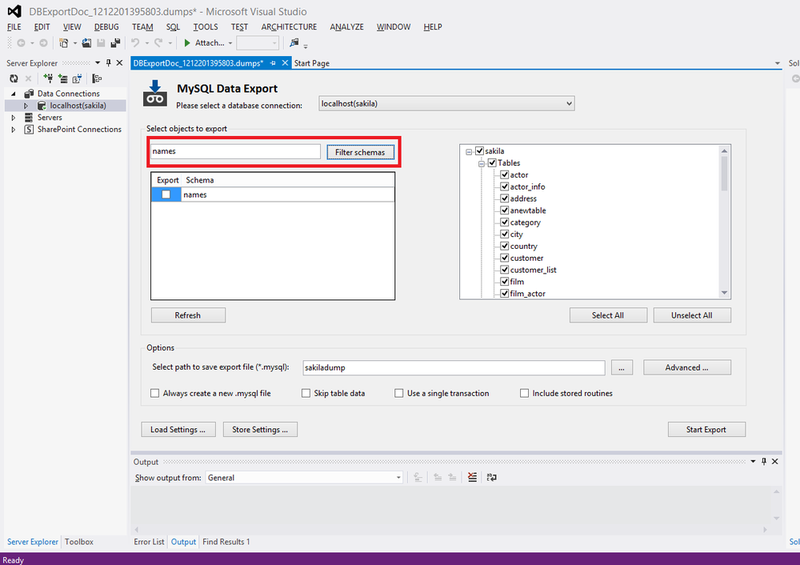 DBExportDoc_1212201395803.dumps* - Microsoft Visual Studio
FILE EDIT VIEW DEBUG TEAM SQL TOOLS TEST ARCHITECTURE ANALYZE WINDOW HELP
Attach...
Server Explorer
DBExportDoc_1212201395803.dumps*
Start Page
Data Connections
localhost(sakila)
Servers
SharePoint Connections
MySQL Data Export
Please select a database connection:
localhost(sakila)
Select objects to export
names
Filter schemas
Export Schema
names
sakila
Tables
actor
actor_info
address
anewtable
category
city
country
customer
customer_list
film
film_actor
Refresh
Select All
Unselect All
Options
Select path to save export file (*.mysql):
sakiladump
...
Advanced ...
Always create a new .mysql file
Skip table data
Use a single transaction
Include stored routines
Load Settings ...
Store Settings ...
Start Export
Output
Show output from:
General
Server Explorer
Toolbox
Error List
Output
Find Results 1
Ready
Sol
Sol